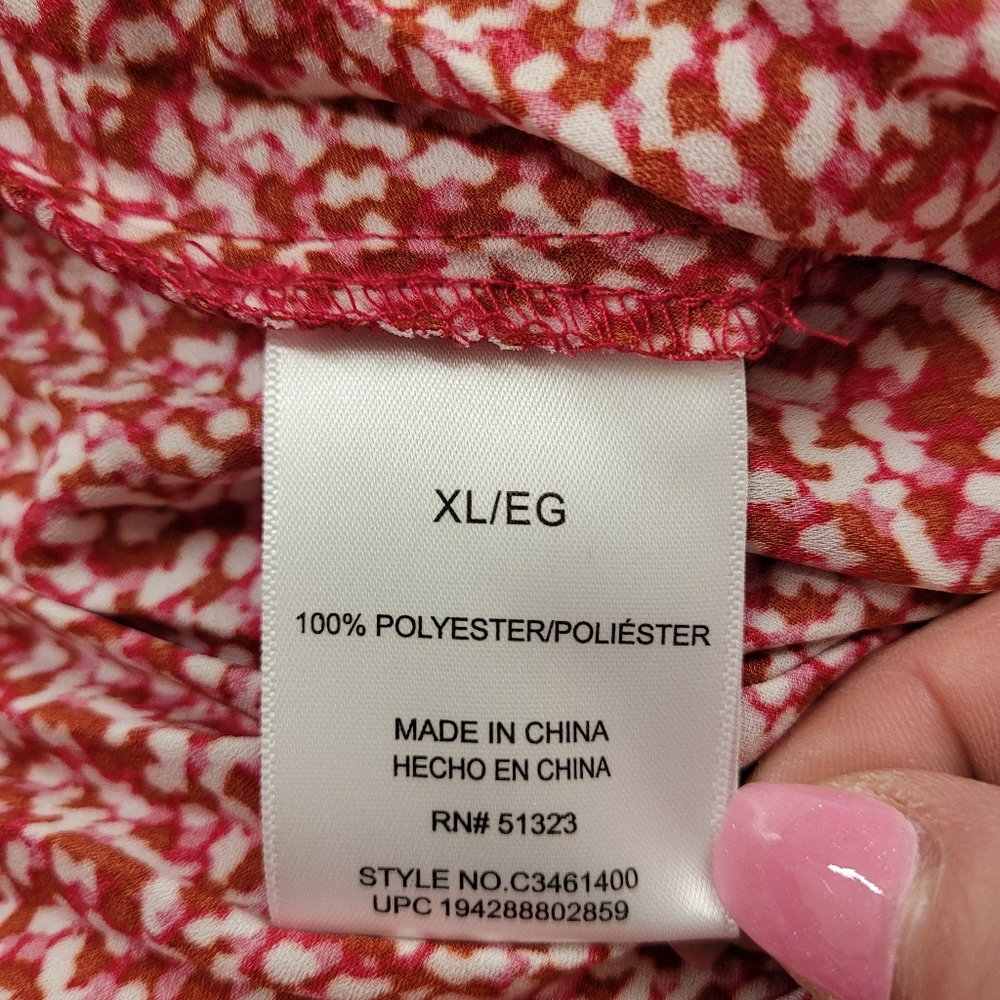 XL/EG
100% POLYESTER/POLIÉSTER
MADE IN CHINA
HECHO EN CHINA
RN# 51323
STYLE NO.C3461400
UPC 194288802859